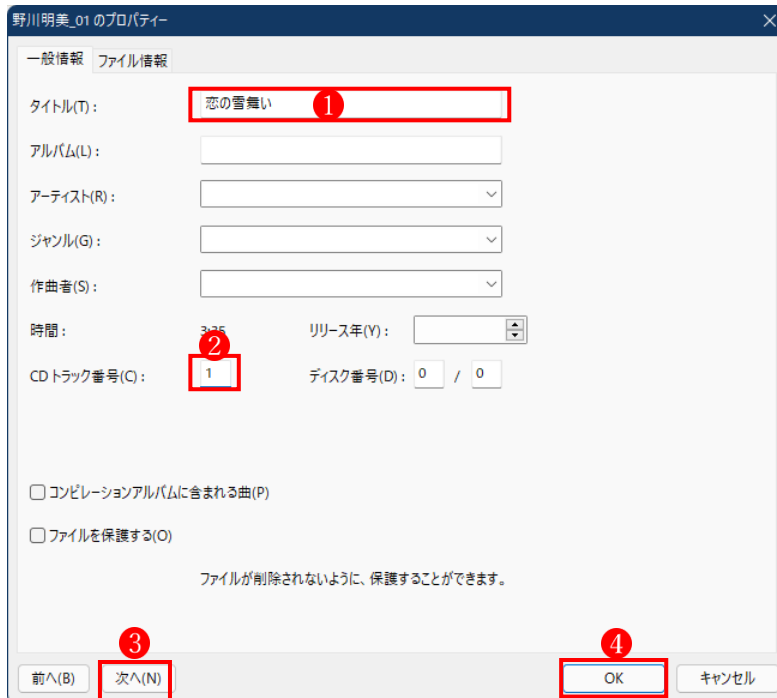 野川明美_01 のプロパティー
一般情報 ファイル情報
タイトル(T) : 恋の雪舞い 1
アルバム(L) :
アーティスト(R) :
ジャンル(G) :
作曲者(S) :
時間 : 3:35 リリース年(Y) :
2
CD トラック番号(C) : 1 ディスク番号(D) : 0 / 0
コンピレーションアルバムに含まれる曲(P)
ファイルを保護する(O)
ファイルが削除されないように、保護することができます。
3 4
前へ(B) 次へ(N) OK キャンセル